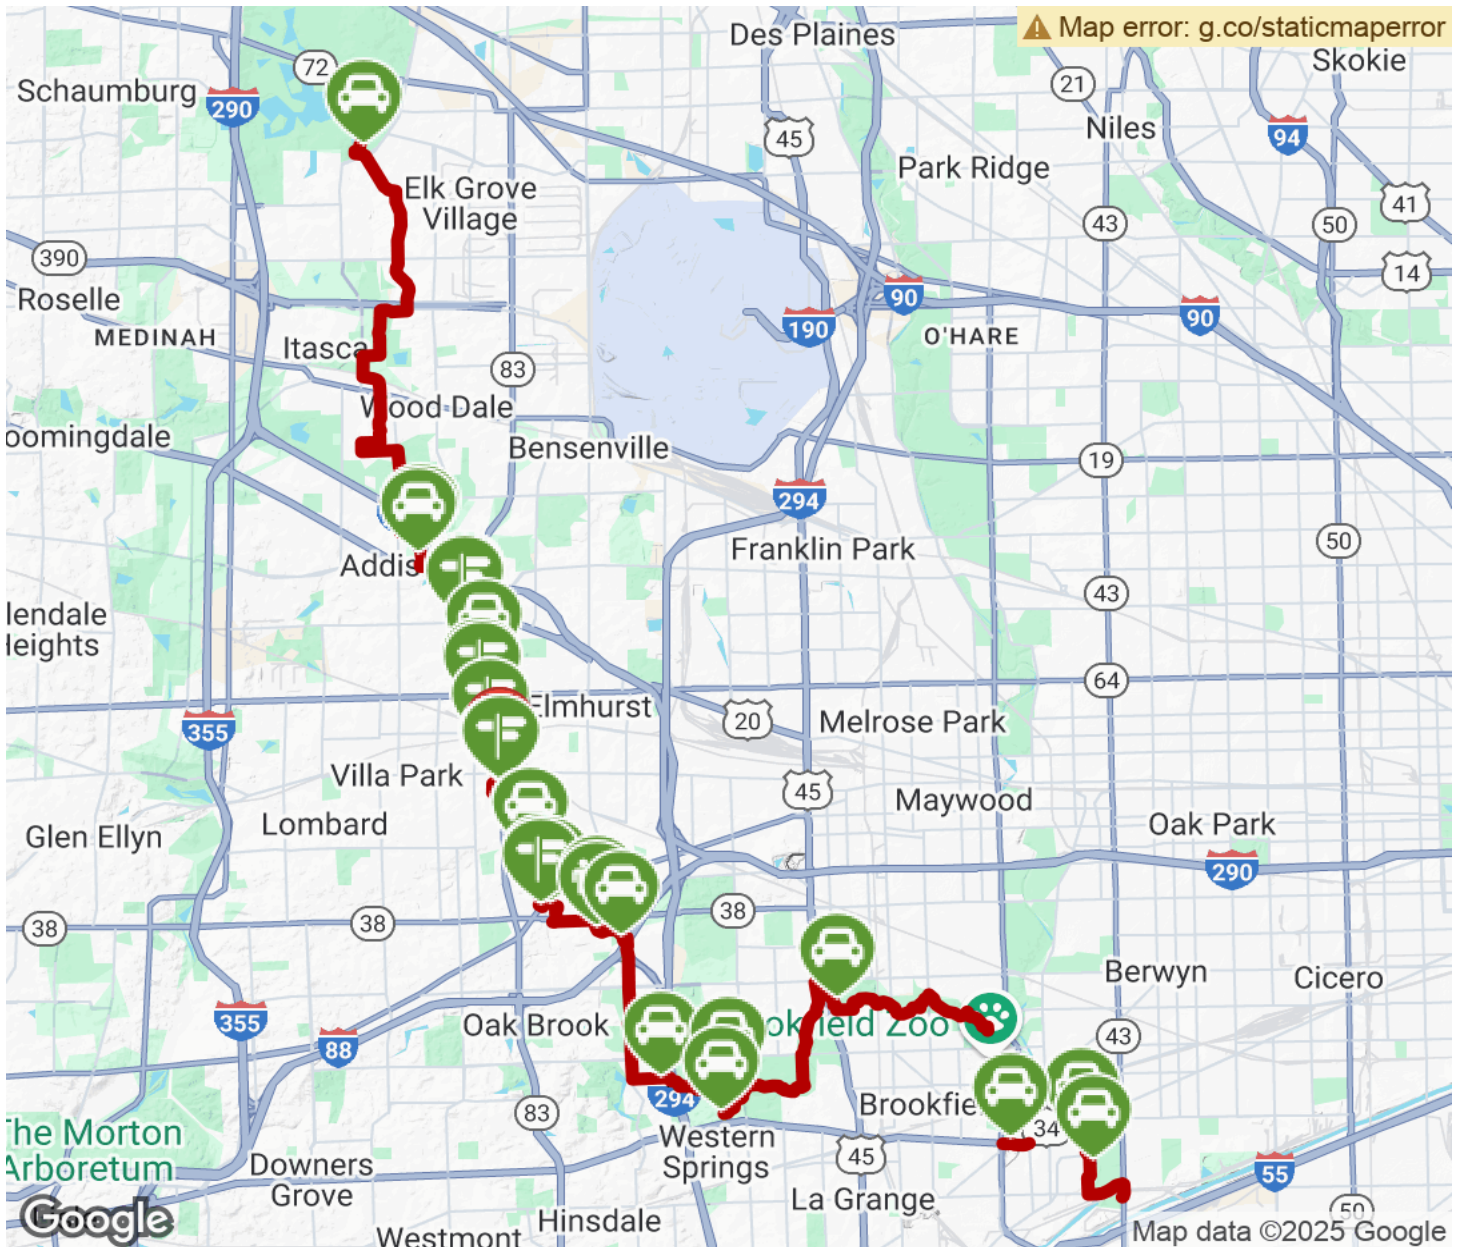 Map error: g.co/staticmaperror
Des Plaines
Skokie
72
21
Schaumburg
290
45
Niles
94
Park Ridge
Elk Grove
Village
41
43
50
390
14
Roselle
90
190
90
MEDINAH
Itasca
O'HARE
83
Wood Dale
oomingdale
Bensenville
19
294
50
Franklin Park
Addis
43
lendale
Heights
64
Elmhurst
20
Melrose Park
355
Villa Park
45
Maywood
Glen Ellyn
Lombard
Oak Park
290
38
38
38
Berwyn
Cicero
355
Oak Brook
okfield Zoo
43
88
294
Brookfie
83
34
The Morton
Arboretum
Western
Springs
45
55
Downers
Grove
La Grange
50
Google
Hinsdale
Westmont
Map data ©2025 Google